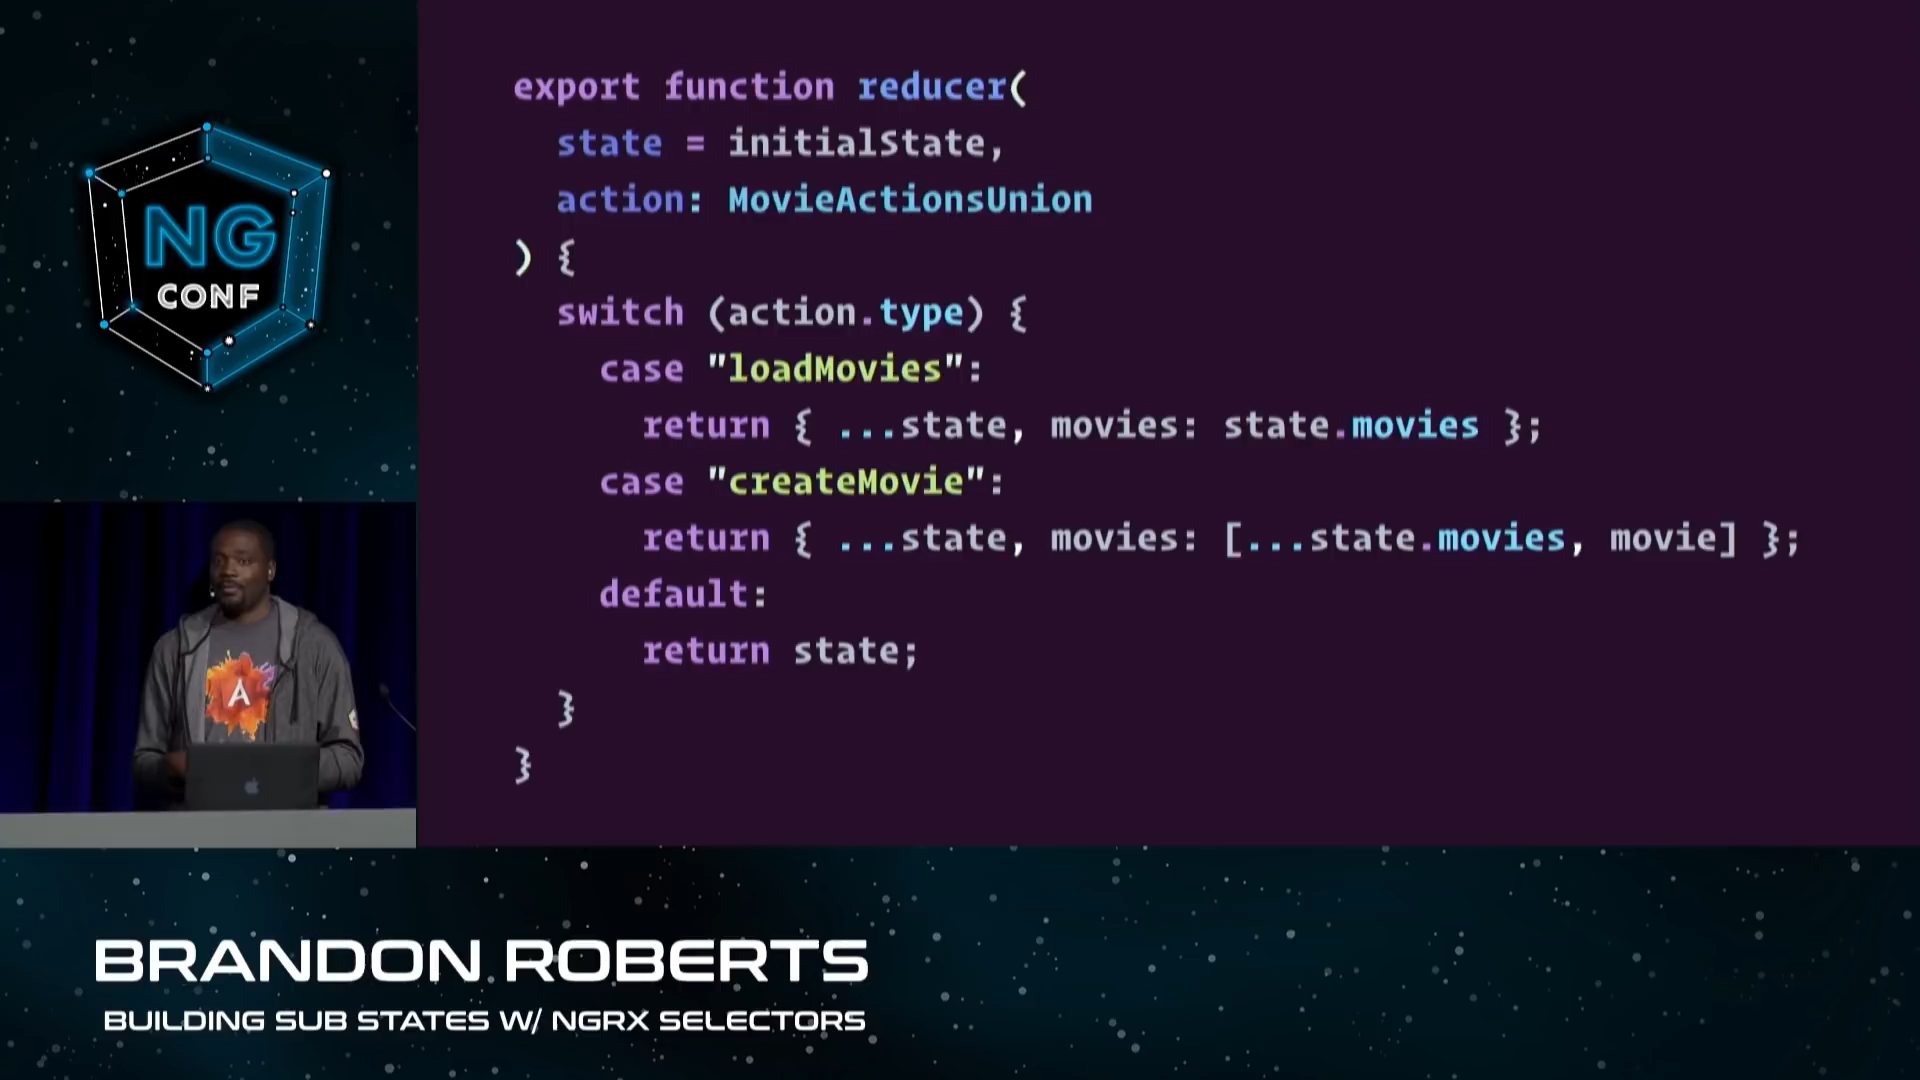 NG
CONF
export function reducer(
  state = initialState,
  action: MovieActionsUnion
) {
  switch (action.type) {
    case "loadMovies":
      return { ...state, movies: state.movies };
    case "createMovie":
      return { ...state, movies: [...state.movies, movie] };
    default:
      return state;
  }
}
A
BRANDON ROBERTS
BUILDING SUB STATES W/ NGRX SELECTORS